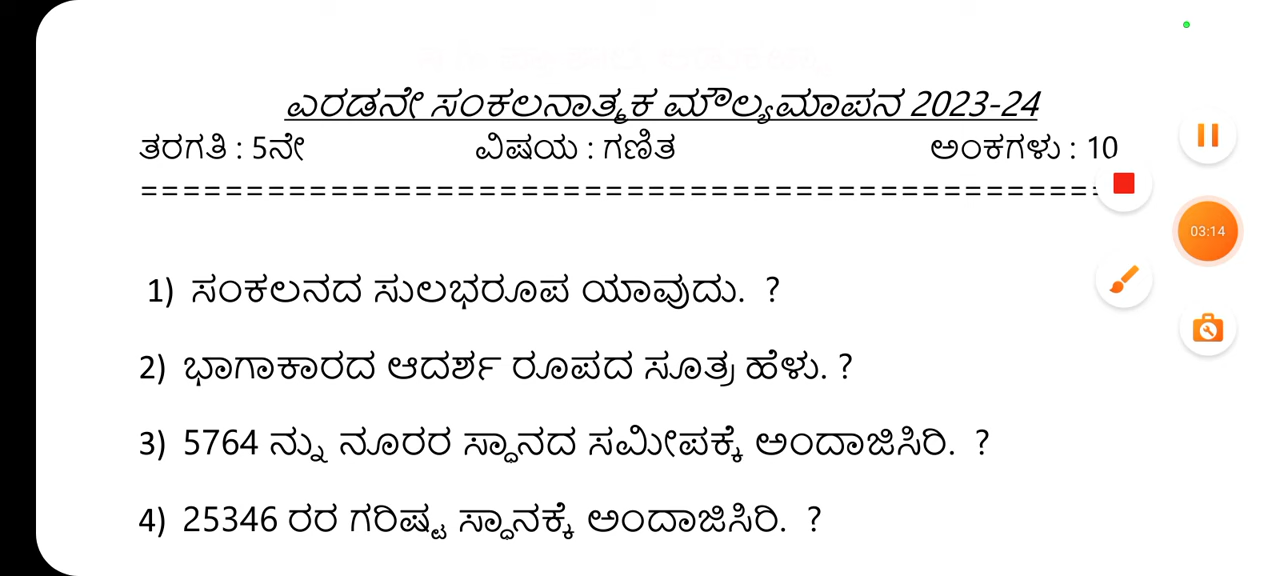 ಎರಡನೇ ಸಂಕಲನಾತ್ಮಕ ಮೌಲ್ಯಮಾಪನ 2023-24
ತರಗತಿ : 5ನೇ ವಿಷಯ : ಗಣಿತ ಅಂಕಗಳು : 10
=============================================
03:14
1) ಸಂಕಲನದ ಸುಲಭರೂಪ ಯಾವುದು. ?
2) ಭಾಗಾಕಾರದ ಆದರ್ಶ ರೂಪದ ಸೂತ್ರ ಹೆಳು. ?
3) 5764 ನ್ನು ನೂರರ ಸ್ಥಾನದ ಸಮೀಪಕ್ಕೆ ಅಂದಾಜಿಸಿರಿ. ?
4) 25346 ರರ ಗರಿಷ್ಟ ಸ್ಥಾನಕ್ಕೆ ಅಂದಾಜಿಸಿರಿ. ?